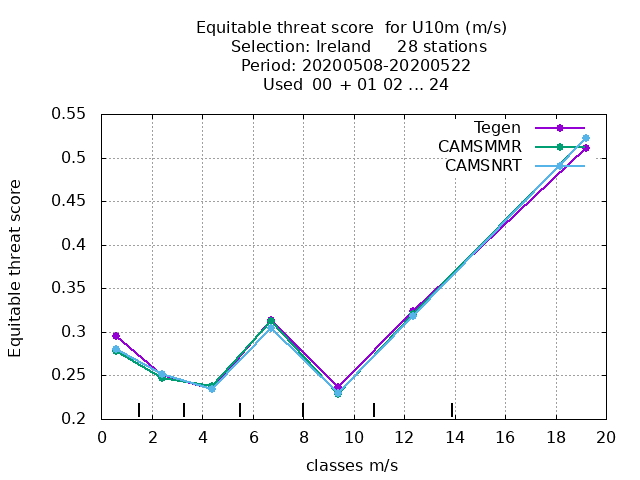 Equitable threat score  for U10m (m/s)
Selection: Ireland     28 stations
Period: 20200508-20200522
Used  00 + 01 02 ... 24
Tegen
CAMSMMR
CAMSNRT
Equitable threat score
0.55
0.5
0.45
0.4
0.35
0.3
0.25
0.2
0 2 4 6 8 10 12 14 16 18 20
classes m/s